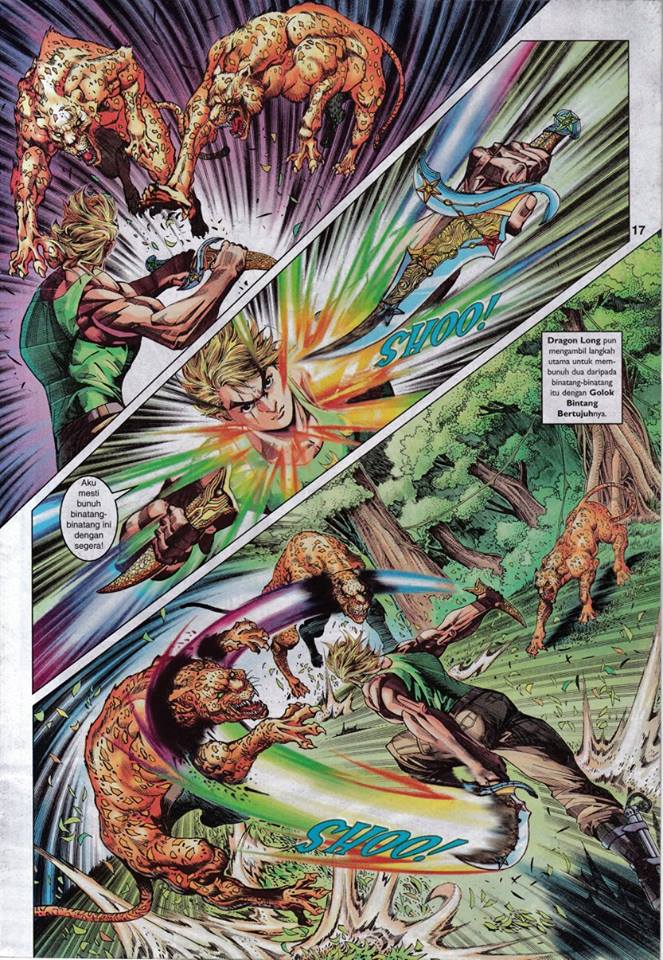 17
SHOO!
Aku
mesti
bunuh
binatang-
binatang ini
dengan
segera!
Dragon Long pun
mengambil langkah
utama untuk mem-
bunuh dua daripada
binatang-binatang
itu dengan Golok
Bintang
Bertujuhnya.
SHOO!